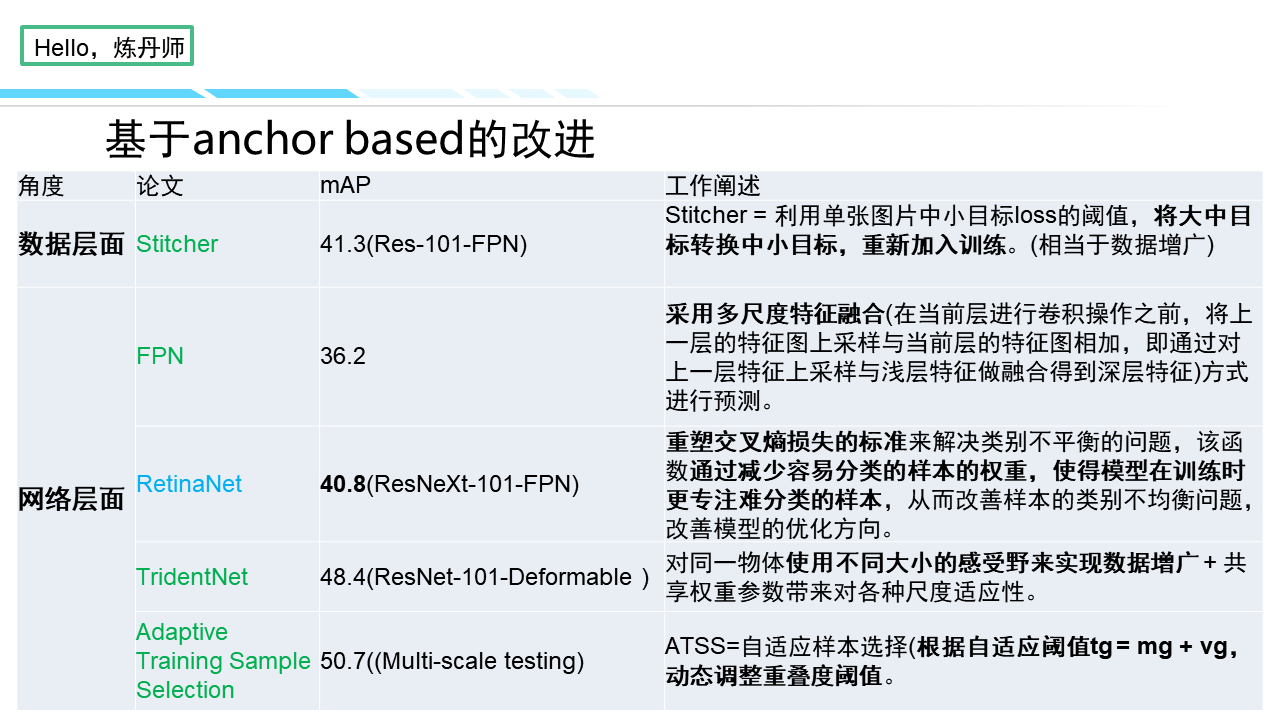 Hello，炼丹师
基于anchor based的改进
角度 论文 mAP 工作阐述
数据层面 Stitcher 41.3(Res-101-FPN)
Stitcher = 利用单张图片中小目标loss的阈值，将大中目
标转换中小目标，重新加入训练。(相当于数据增广)
网络层面
FPN 36.2
采用多尺度特征融合(在当前层进行卷积操作之前，将上
一层的特征图上采样与当前层的特征图相加，即通过对
上一层特征上采样与浅层特征做融合得到深层特征)方式
进行预测。
RetinaNet 40.8(ResNeXt-101-FPN)
重塑交叉熵损失的标准来解决类别不平衡的问题，该函
数通过减少容易分类的样本的权重，使得模型在训练时
更专注难分类的样本，从而改善样本的类别不均衡问题，
改善模型的优化方向。
TridentNet 48.4(ResNet-101-Deformable ）
对同一物体使用不同大小的感受野来实现数据增广 + 共
享权重参数带来对各种尺度适应性。
Adaptive
Training Sample
Selection
50.7((Multi-scale testing)
ATSS=自适应样本选择(根据自适应阈值tg = mg + vg，
动态调整重叠度阈值。